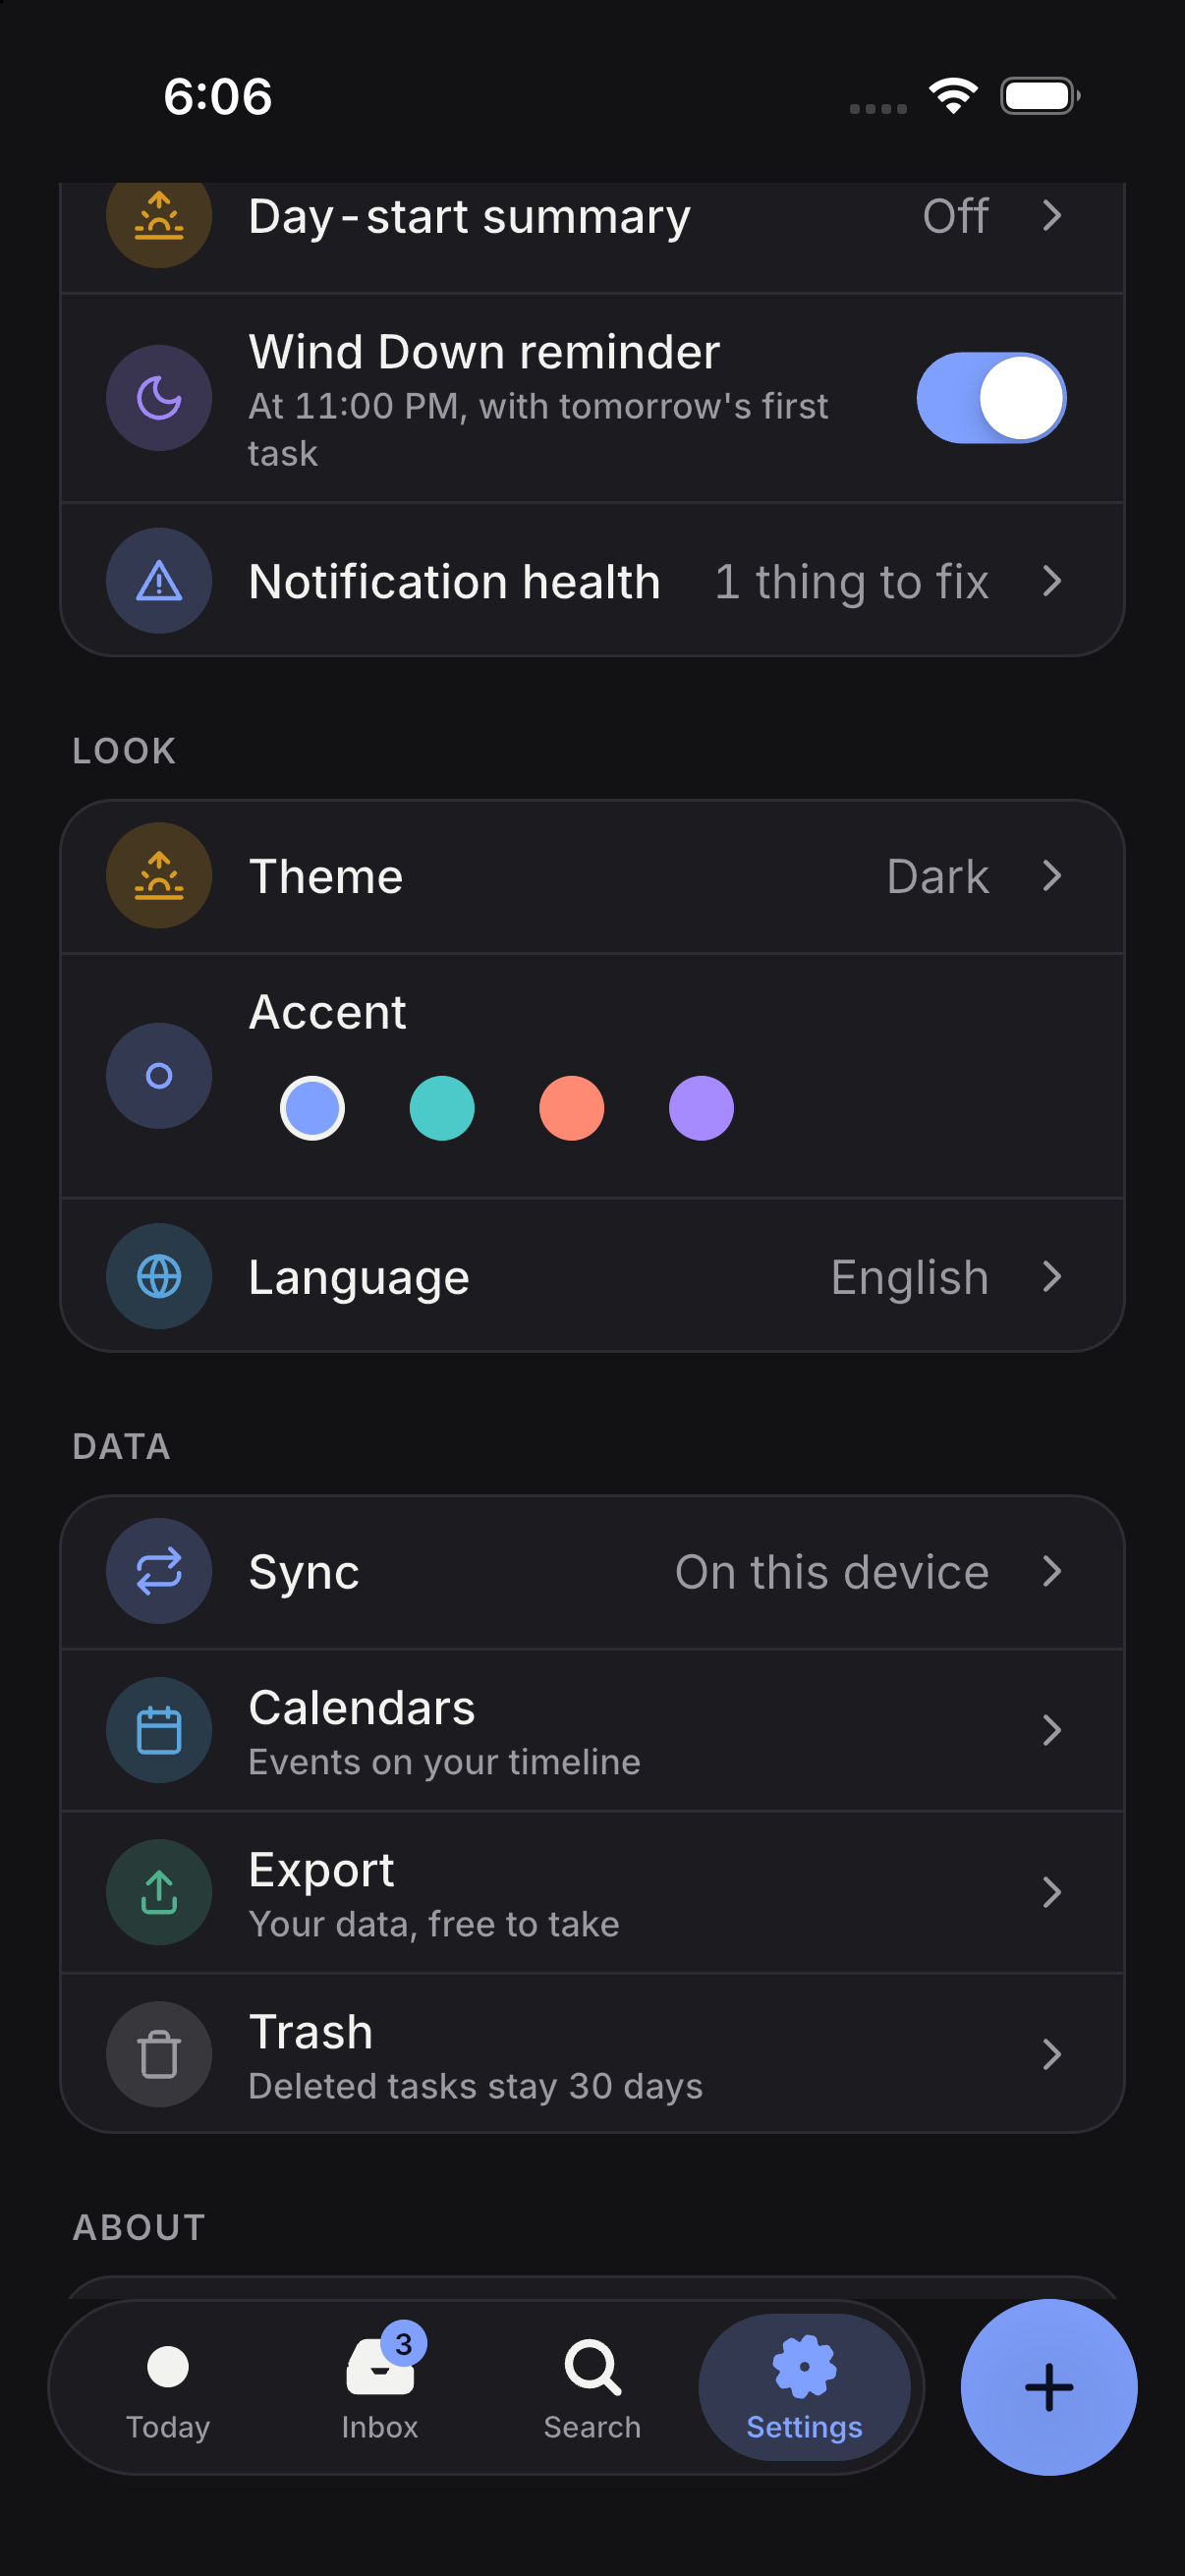 6:06
Day-start summary
Off
Wind Down reminder
At 11:00 PM, with tomorrow's first
task
Notification health
1 thing to fix
LOOK
Theme
Dark
Accent
Language
English
DATA
Sync
On this device
Calendars
Events on your timeline
Export
Your data, free to take
Trash
Deleted tasks stay 30 days
ABOUT
3
Today
Inbox
Search
Settings